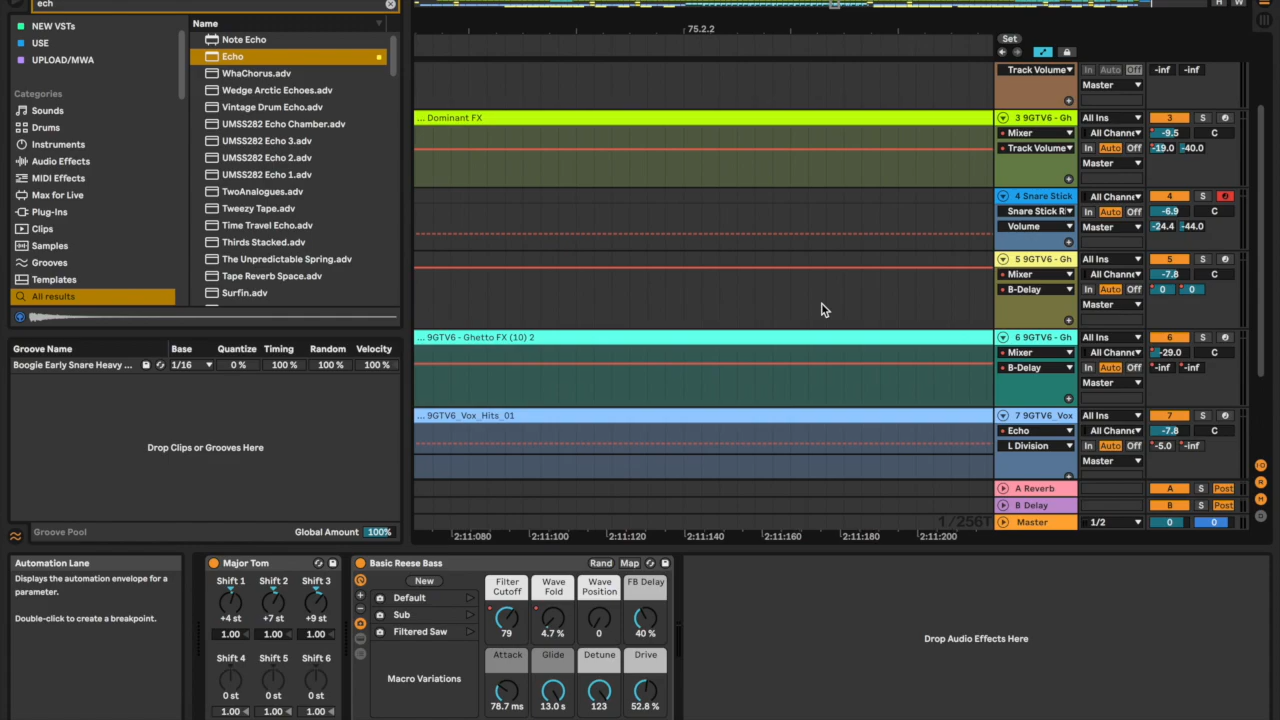 ech
NEW VSTs
USE
UPLOAD/MWA
Categories
Sounds
Drums
Instruments
Audio Effects
MIDI Effects
Max for Live
Plug-Ins
Clips
Samples
Grooves
Templates
All results
Name
Note Echo
Echo
WhaChorus.adv
Wedge Arctic Echoes.adv
Vintage Drum Echo.adv
UMSS282 Echo Chamber.adv
UMSS282 Echo 3.adv
UMSS282 Echo 2.adv
UMSS282 Echo 1.adv
TwoAnalogues.adv
Tweezy Tape.adv
Time Travel Echo.adv
Thirds Stacked.adv
The Unpredictable Spring.adv
Tape Reverb Space.adv
Surfin.adv
Groove Name Base Quantize Timing Random Velocity
Boogie Early Snare Heavy ... 1/16 0 % 100 % 100 % 100 %
Drop Clips or Grooves Here
Groove Pool Global Amount 100%
75.2.2
H W
Set
... Dominant FX
... 9GTV6 - Ghetto FX (10) 2
... 9GTV6_Vox_Hits_01
Track Volume In Auto Off -inf -inf
Master
3 9GTV6 - Gh All Ins 3 S
Mixer All Channe -9.5 C
Track Volume In Auto Off -19.0 -40.0
Master
4 Snare Stick All Channe 4 S
Snare Stick R In Auto Off -6.9 C
Volume Master -24.4 -44.0
5 9GTV6 - Gh All Ins 5 S
Mixer All Channe -7.8 C
B-Delay In Auto Off 0 0
Master
6 9GTV6 - Gh All Ins 6 S
Mixer All Channe -29.0 C
B-Delay In Auto Off -inf -inf
Master
7 9GTV6_Vox All Ins 7 S
Echo All Channe -7.8 C
L Division In Auto Off -5.0 -inf
Master
A Reverb A S Post
B Delay B S Post
1/256T Master 1/2 0 0
2:11:080 2:11:100 2:11:120 2:11:140 2:11:160 2:11:180 2:11:200
Automation Lane
Displays the automation envelope for a
parameter.
Double-click to create a breakpoint.
Major Tom
Shift 1 Shift 2 Shift 3
+4 st +7 st +9 st
1.00 1.00 1.00
Shift 4 Shift 5 Shift 6
0 st 0 st 0 st
1.00 1.00 1.00
Basic Reese Bass Rand Map
New
Default
Sub
Filtered Saw
Macro Variations
Filter Cutoff
79
Wave Fold
4.7 %
Wave Position
0
FB Delay
40 %
Attack
78.7 ms
Glide
13.0 s
Detune
123
Drive
52.8 %
Drop Audio Effects Here